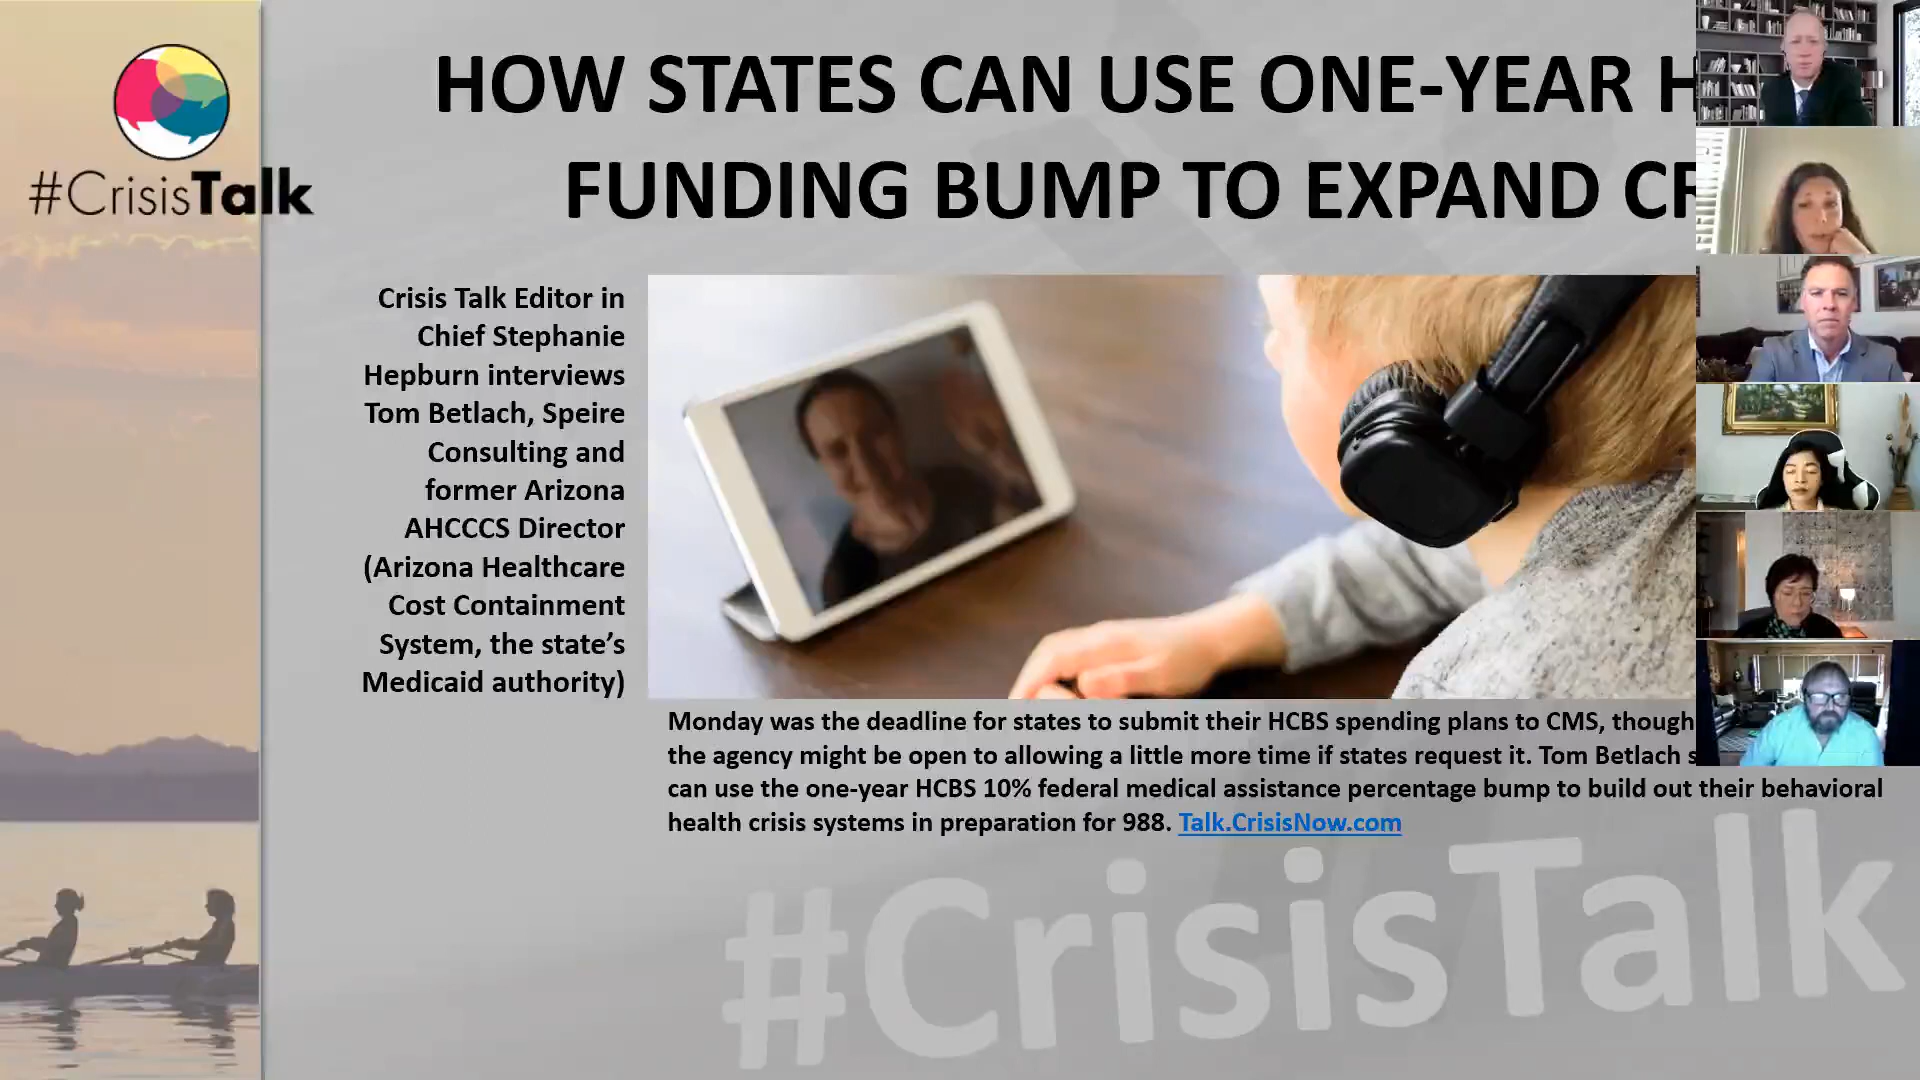 #CrisisTalk
HOW STATES CAN USE ONE-YEAR H
FUNDING BUMP TO EXPAND CR
Crisis Talk Editor in
Chief Stephanie
Hepburn interviews
Tom Betlach, Speire
Consulting and
former Arizona
AHCCCS Director
(Arizona Healthcare
Cost Containment
System, the state’s
Medicaid authority)
Monday was the deadline for states to submit their HCBS spending plans to CMS, though
the agency might be open to allowing a little more time if states request it. Tom Betlach s
can use the one-year HCBS 10% federal medical assistance percentage bump to build out their behavioral
health crisis systems in preparation for 988. Talk.CrisisNow.com
#CrisisTalk